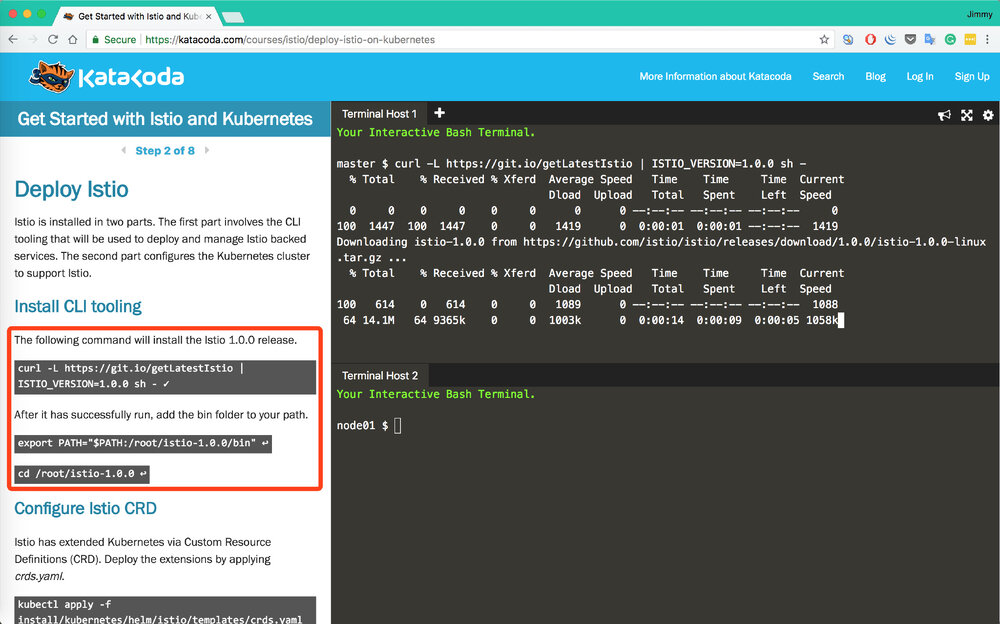 Get Started with Istio and Kub
Jimmy
Secure
https://katacoda.com/courses/istio/deploy-istio-on-kubernetes
Katacoda
More Information about Katacoda
Search
Blog
Log In
Sign Up
Get Started with Istio and Kubernetes
Step 2 of 8
Deploy Istio
Istio is installed in two parts. The first part involves the CLI
tooling that will be used to deploy and manage Istio backed
services. The second part configures the Kubernetes cluster
to support Istio.
Install CLI tooling
The following command will install the Istio 1.0.0 release.
curl -L https://git.io/getLatestIstio |
ISTIO_VERSION=1.0.0 sh - ✓
After it has successfully run, add the bin folder to your path.
export PATH="$PATH:/root/istio-1.0.0/bin" ↩
cd /root/istio-1.0.0 ↩
Configure Istio CRD
Istio has extended Kubernetes via Custom Resource
Definitions (CRD). Deploy the extensions by applying
crds.yaml.
kubectl apply -f
install/kubernetes/helm/istio/templates/crds.yaml
Terminal Host 1
Your Interactive Bash Terminal.
master $ curl -L https://git.io/getLatestIstio | ISTIO_VERSION=1.0.0 sh -
% Total % Received % Xferd Average Speed Time Time Time Current
Dload Upload Total Spent Left Speed
0 0 0 0 0 0 0 0 --:--:-- --:--:-- --:--:-- 0
100 1447 100 1447 0 0 1419 0 0:00:01 0:00:01 --:--:-- 1419
Downloading istio-1.0.0 from https://github.com/istio/istio/releases/download/1.0.0/istio-1.0.0-linux
.tar.gz ...
% Total % Received % Xferd Average Speed Time Time Time Current
Dload Upload Total Spent Left Speed
100 614 0 614 0 0 1089 0 --:--:-- --:--:-- --:--:-- 1088
64 14.1M 64 9365k 0 0 1003k 0 0:00:14 0:00:09 0:00:05 1058k
Terminal Host 2
Your Interactive Bash Terminal.
node01 $